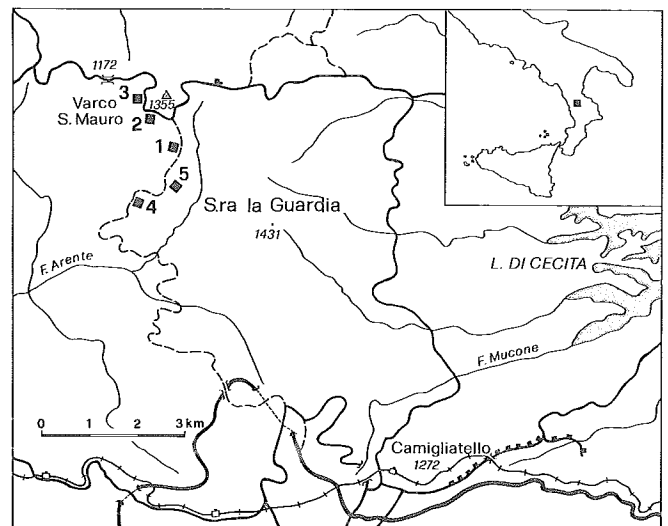 1172
3
1355
Varco
S. Mauro
2
1
5
4
S.ra la Guardia
1431
F. Arente
L. DI CECITA
F. Mucone
0 1 2 3 km
Camigliatello
1272